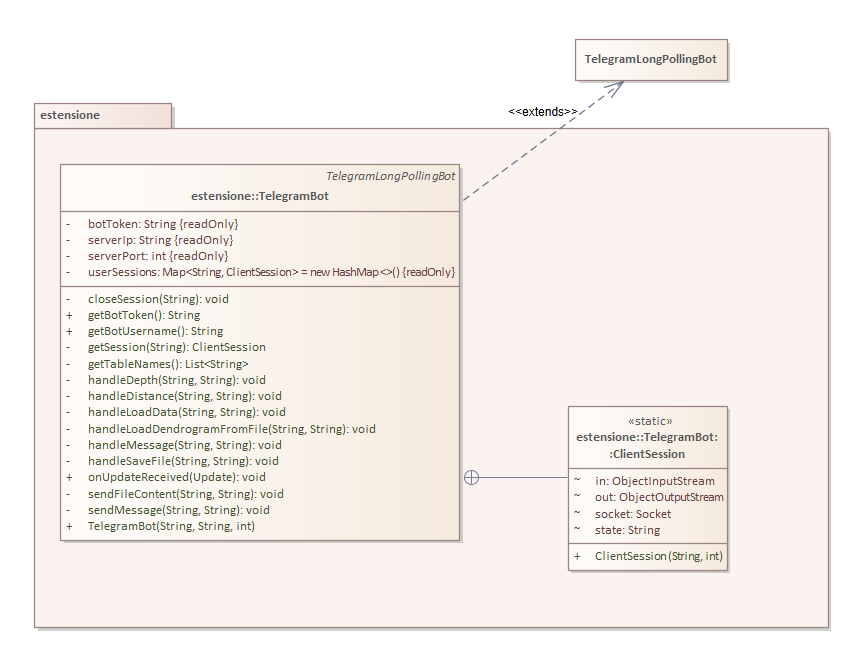 TelegramLongPollingBot
<<extends>>
estensione
TelegramLongPollingBot
estensione::TelegramBot
- botToken: String {readOnly}
- serverIp: String {readOnly}
- serverPort: int {readOnly}
- userSessions: Map<String, ClientSession> = new HashMap<>() {readOnly}
- closeSession(String): void
+ getBotToken(): String
+ getBotUsername(): String
- getSession(String): ClientSession
- getTableNames(): List<String>
- handleDepth(String, String): void
- handleDistance(String, String): void
- handleLoadData(String, String): void
- handleLoadDendrogramFromFile(String, String): void
- handleMessage(String, String): void
- handleSaveFile(String, String): void
+ onUpdateReceived(Update): void
- sendFileContent(String, String): void
- sendMessage(String, String): void
+ TelegramBot(String, String, int)
«static»
estensione::TelegramBot:
:ClientSession
~ in: ObjectInputStream
~ out: ObjectOutputStream
~ socket: Socket
~ state: String
+ ClientSession(String, int)